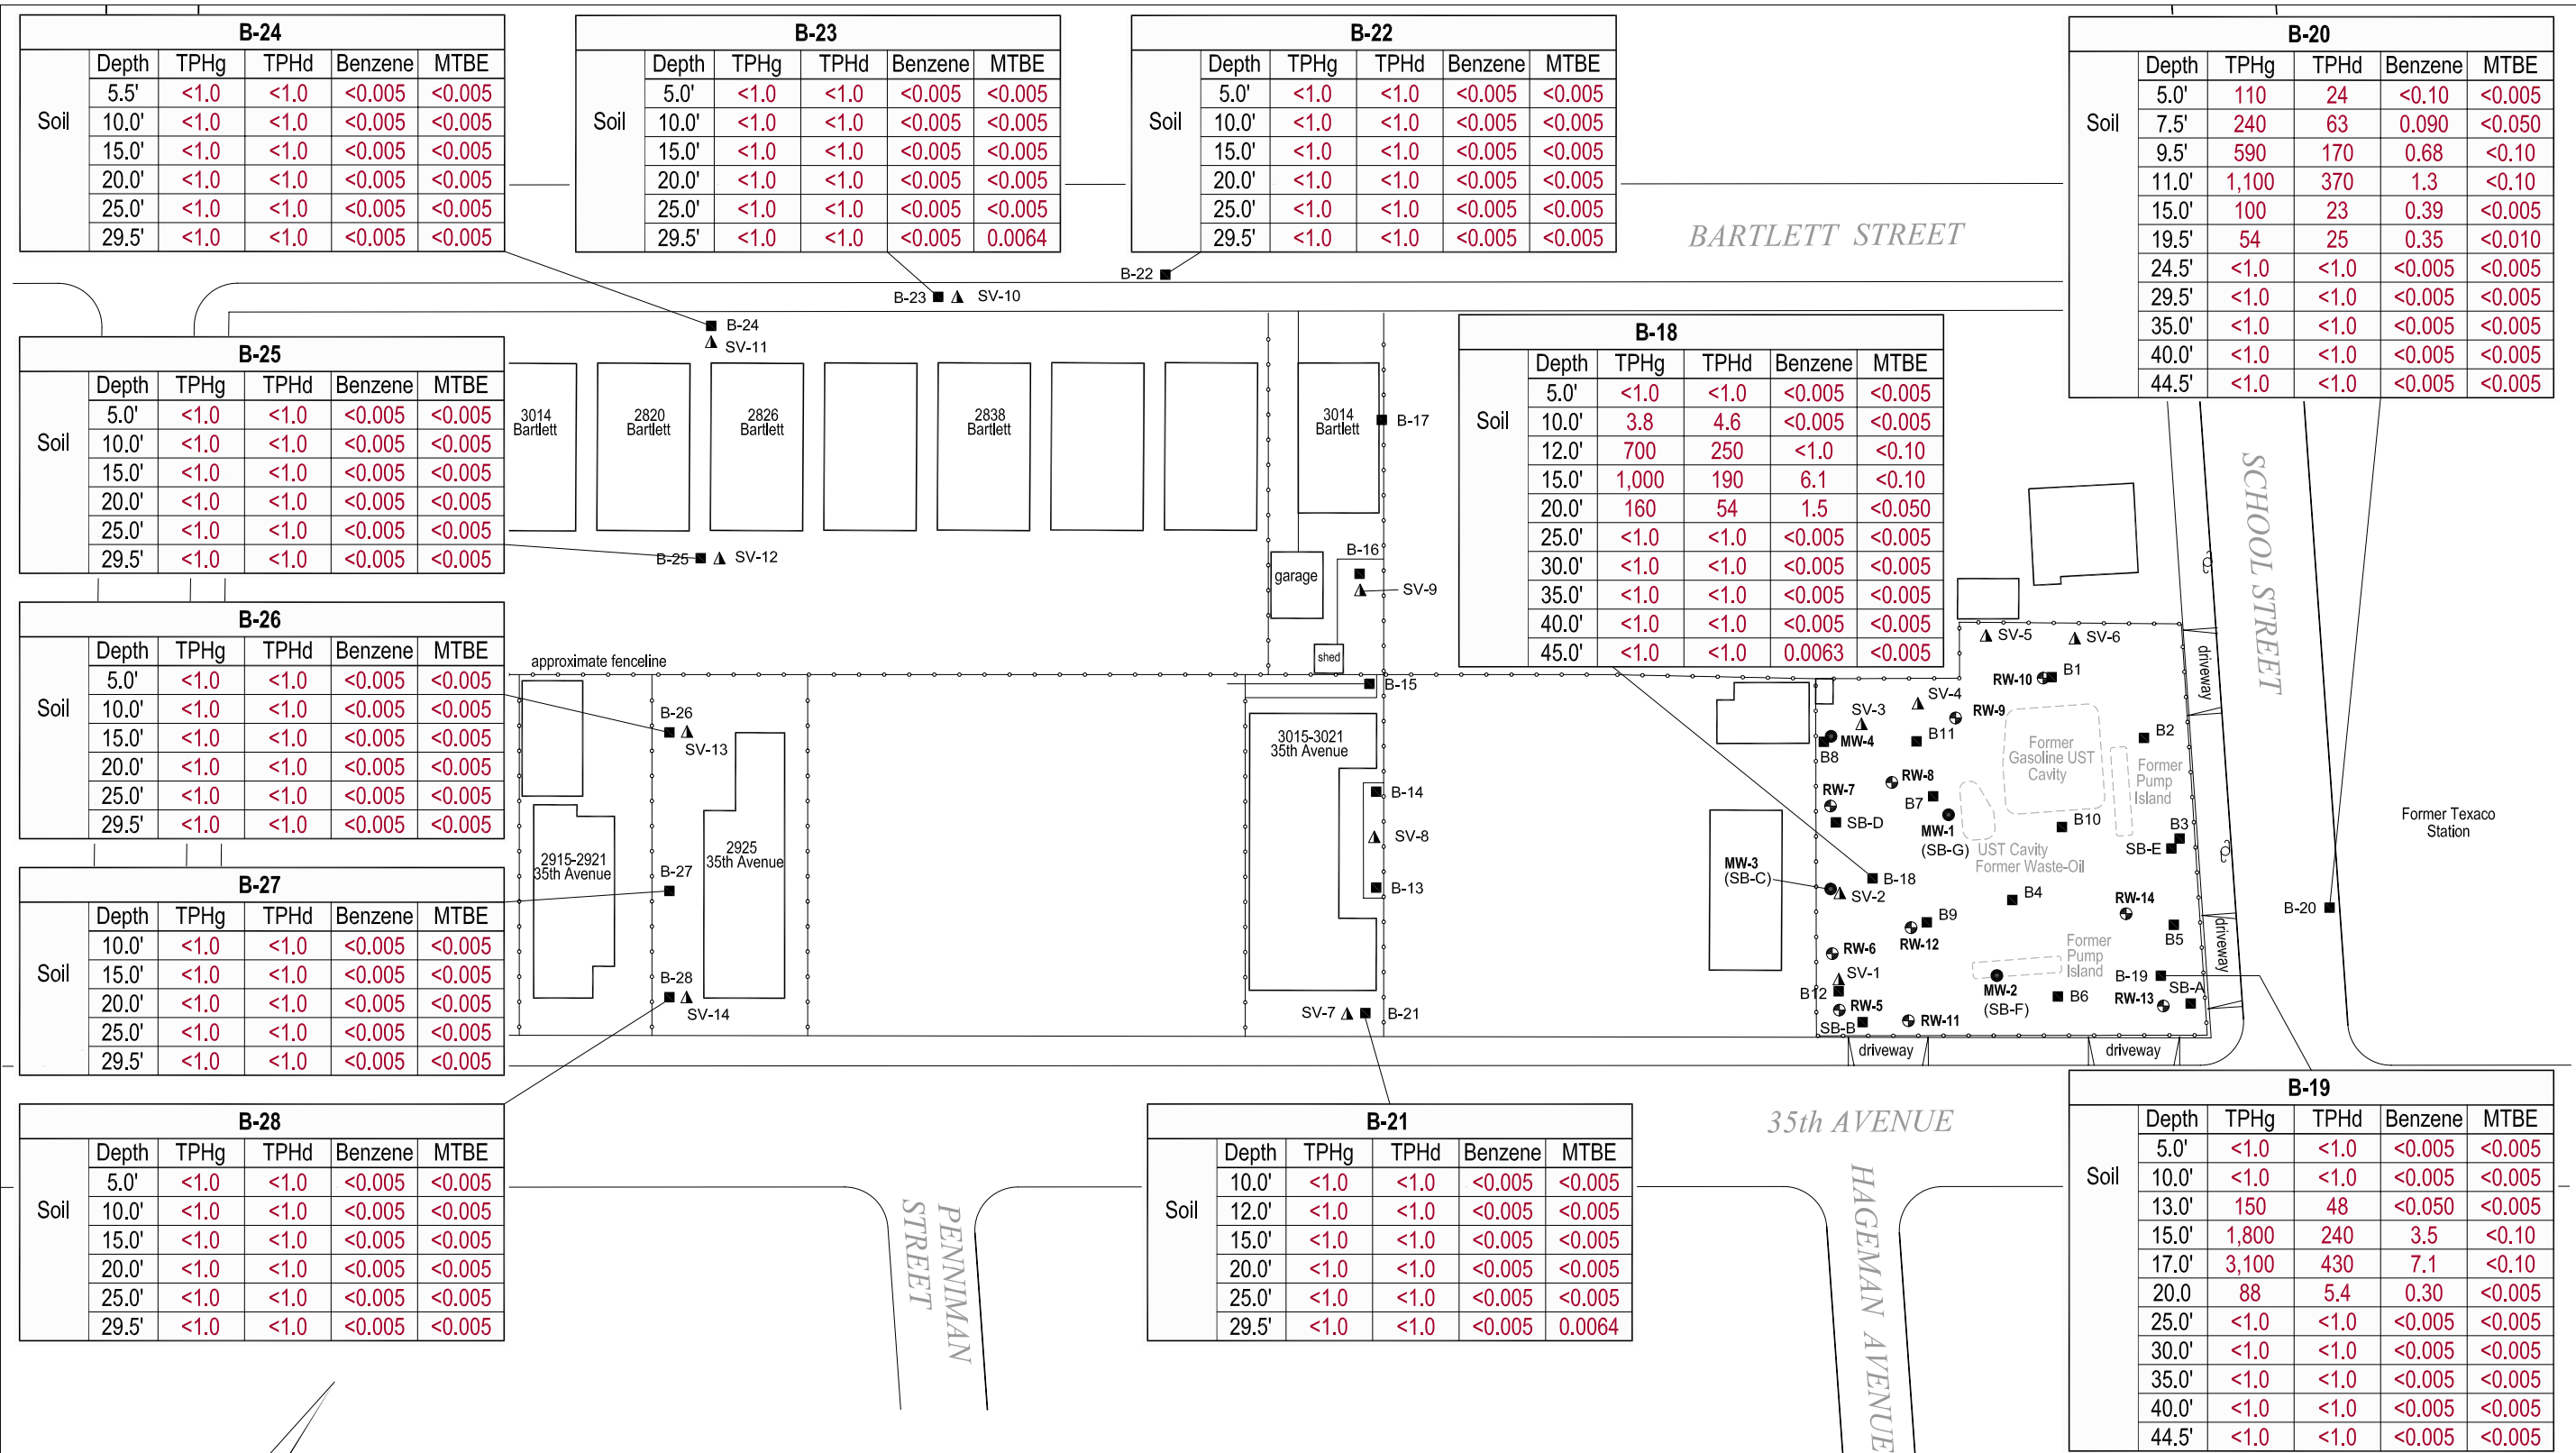 B-24
Depth TPHg TPHd Benzene MTBE
Soil
5.5' <1.0 <1.0 <0.005 <0.005
10.0' <1.0 <1.0 <0.005 <0.005
15.0' <1.0 <1.0 <0.005 <0.005
20.0' <1.0 <1.0 <0.005 <0.005
25.0' <1.0 <1.0 <0.005 <0.005
29.5' <1.0 <1.0 <0.005 <0.005
B-23
Depth TPHg TPHd Benzene MTBE
Soil
5.0' <1.0 <1.0 <0.005 <0.005
10.0' <1.0 <1.0 <0.005 <0.005
15.0' <1.0 <1.0 <0.005 <0.005
20.0' <1.0 <1.0 <0.005 <0.005
25.0' <1.0 <1.0 <0.005 <0.005
29.5' <1.0 <1.0 <0.005 0.0064
B-22
Depth TPHg TPHd Benzene MTBE
Soil
5.0' <1.0 <1.0 <0.005 <0.005
10.0' <1.0 <1.0 <0.005 <0.005
15.0' <1.0 <1.0 <0.005 <0.005
20.0' <1.0 <1.0 <0.005 <0.005
25.0' <1.0 <1.0 <0.005 <0.005
29.5' <1.0 <1.0 <0.005 <0.005
B-20
Depth TPHg TPHd Benzene MTBE
Soil
5.0' 110 24 <0.10 <0.005
7.5' 240 63 0.090 <0.050
9.5' 590 170 0.68 <0.10
11.0' 1,100 370 1.3 <0.10
15.0' 100 23 0.39 <0.005
19.5' 54 25 0.35 <0.010
24.5' <1.0 <1.0 <0.005 <0.005
29.5' <1.0 <1.0 <0.005 <0.005
35.0' <1.0 <1.0 <0.005 <0.005
40.0' <1.0 <1.0 <0.005 <0.005
44.5' <1.0 <1.0 <0.005 <0.005
BARTLETT STREET
B-22
B-23
SV-10
B-24
SV-11
B-25
Depth TPHg TPHd Benzene MTBE
Soil
5.0' <1.0 <1.0 <0.005 <0.005
10.0' <1.0 <1.0 <0.005 <0.005
15.0' <1.0 <1.0 <0.005 <0.005
20.0' <1.0 <1.0 <0.005 <0.005
25.0' <1.0 <1.0 <0.005 <0.005
29.5' <1.0 <1.0 <0.005 <0.005
3014
Bartlett
2820
Bartlett
2826
Bartlett
2838
Bartlett
3014
Bartlett
B-17
B-25
SV-12
garage
B-16
SV-9
shed
B-18
Depth TPHg TPHd Benzene MTBE
Soil
5.0' <1.0 <1.0 <0.005 <0.005
10.0' 3.8 4.6 <0.005 <0.005
12.0' 700 250 <1.0 <0.10
15.0' 1,000 190 6.1 <0.10
20.0' 160 54 1.5 <0.050
25.0' <1.0 <1.0 <0.005 <0.005
30.0' <1.0 <1.0 <0.005 <0.005
35.0' <1.0 <1.0 <0.005 <0.005
40.0' <1.0 <1.0 <0.005 <0.005
45.0' <1.0 <1.0 0.0063 <0.005
SCHOOL STREET
B-26
Depth TPHg TPHd Benzene MTBE
Soil
5.0' <1.0 <1.0 <0.005 <0.005
10.0' <1.0 <1.0 <0.005 <0.005
15.0' <1.0 <1.0 <0.005 <0.005
20.0' <1.0 <1.0 <0.005 <0.005
25.0' <1.0 <1.0 <0.005 <0.005
29.5' <1.0 <1.0 <0.005 <0.005
approximate fenceline
B-26
SV-13
2915-2921
35th Avenue
2925
35th Avenue
B-27
B-28
SV-14
B-15
3015-3021
35th Avenue
B-14
SV-8
B-13
SV-7
B-21
SV-5
SV-6
RW-10
B1
driveway
SV-4
SV-3
RW-9
MW-4
B8
B11
B2
Former
Gasoline UST
Cavity
Former
Pump
Island
RW-8
RW-7
B7
SB-D
MW-1
(SB-G)
B10
B3
SB-E
UST Cavity
Former Waste-Oil
Former Texaco
Station
MW-3
(SB-C)
SV-2
B-18
B4
RW-14
B-20
B9
RW-12
B5
driveway
RW-6
Former
Pump
Island
SV-1
B12
MW-2
(SB-F)
B6
B-19
SB-A
RW-13
RW-5
SB-B
RW-11
driveway
driveway
B-27
Depth TPHg TPHd Benzene MTBE
Soil
10.0' <1.0 <1.0 <0.005 <0.005
15.0' <1.0 <1.0 <0.005 <0.005
20.0' <1.0 <1.0 <0.005 <0.005
25.0' <1.0 <1.0 <0.005 <0.005
29.5' <1.0 <1.0 <0.005 <0.005
B-28
Depth TPHg TPHd Benzene MTBE
Soil
5.0' <1.0 <1.0 <0.005 <0.005
10.0' <1.0 <1.0 <0.005 <0.005
15.0' <1.0 <1.0 <0.005 <0.005
20.0' <1.0 <1.0 <0.005 <0.005
25.0' <1.0 <1.0 <0.005 <0.005
29.5' <1.0 <1.0 <0.005 <0.005
PENNIMAN
STREET
B-21
Depth TPHg TPHd Benzene MTBE
Soil
10.0' <1.0 <1.0 <0.005 <0.005
12.0' <1.0 <1.0 <0.005 <0.005
15.0' <1.0 <1.0 <0.005 <0.005
20.0' <1.0 <1.0 <0.005 <0.005
25.0' <1.0 <1.0 <0.005 <0.005
29.5' <1.0 <1.0 <0.005 0.0064
35th AVENUE
HAGEMAN AVENUE
B-19
Depth TPHg TPHd Benzene MTBE
Soil
5.0' <1.0 <1.0 <0.005 <0.005
10.0' <1.0 <1.0 <0.005 <0.005
13.0' 150 48 <0.050 <0.005
15.0' 1,800 240 3.5 <0.10
17.0' 3,100 430 7.1 <0.10
20.0 88 5.4 0.30 <0.005
25.0' <1.0 <1.0 <0.005 <0.005
30.0' <1.0 <1.0 <0.005 <0.005
35.0' <1.0 <1.0 <0.005 <0.005
40.0' <1.0 <1.0 <0.005 <0.005
44.5' <1.0 <1.0 <0.005 <0.005